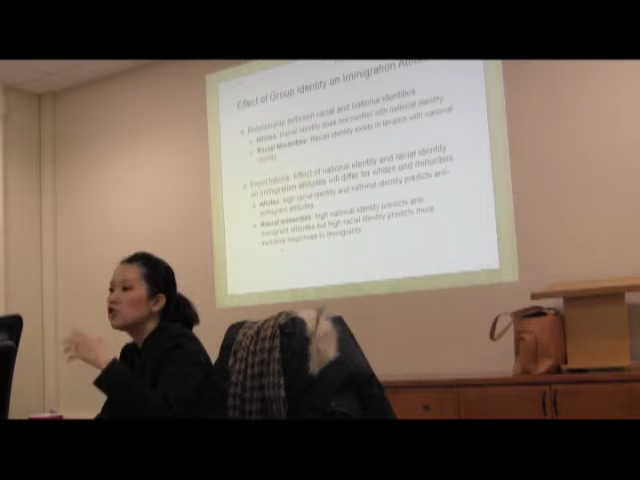 Effect of Group Identity on Immigration Attitu
Relationship between racial and national identities
Whites: Racial identity does not conflict with national identity
Racial Minorities: Racial identity exists in tension with national
identity
Expectations: Effect of national identity and racial identity
on immigration attitudes will differ for whites and minorities
Whites: high racial identity and national identity predicts anti-
immigrant attitudes
Racial minorities: high national identity predicts anti-
immigrant attitudes but high racial identity predicts more
inclusive responses to immigrants